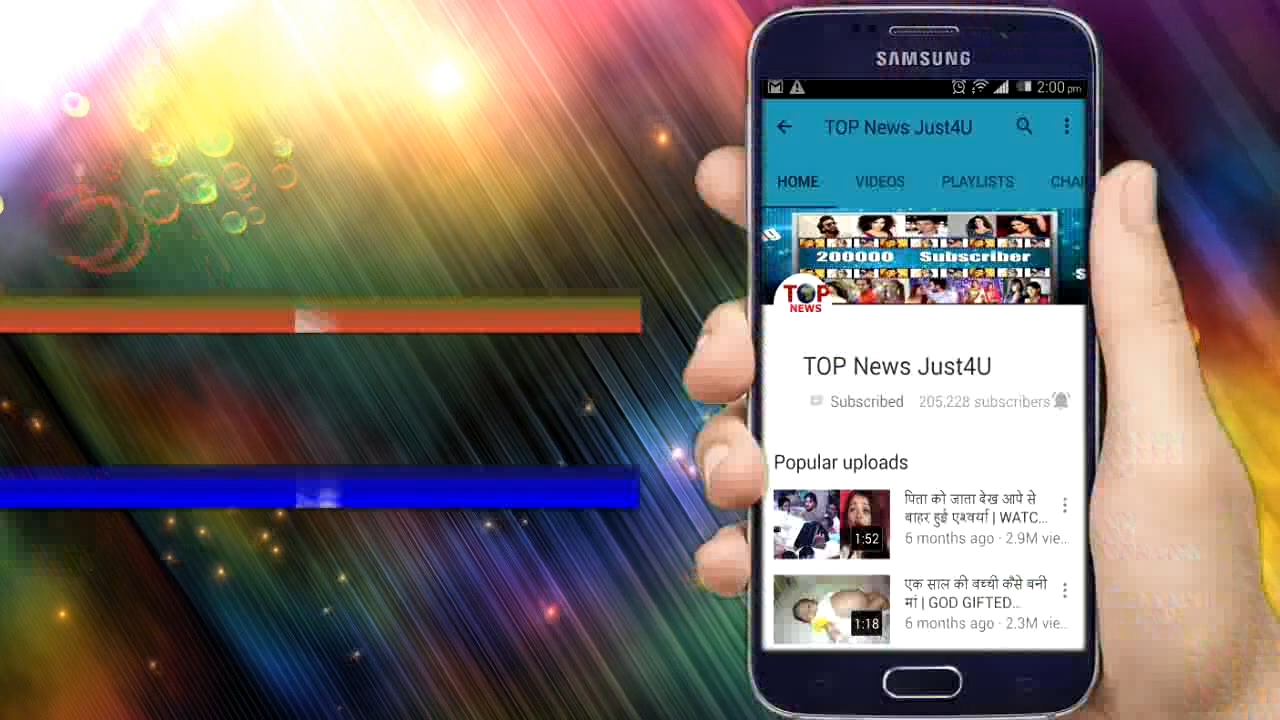 SAMSUNG
2:00 pm
TOP News Just4U
HOME VIDEOS PLAYLISTS CHA
200000 Subscriber
TOP
NEWS
TOP News Just4U
Subscribed 205,228 subscribers
Popular uploads
पिता को जाता देख आपे से
बाहर हुई एश्वर्या | WATC...
6 months ago · 2.9M vie...
1:52
एक साल की बच्ची कैसे बनी
मां | GOD GIFTED...
6 months ago · 2.3M vie...
1:18